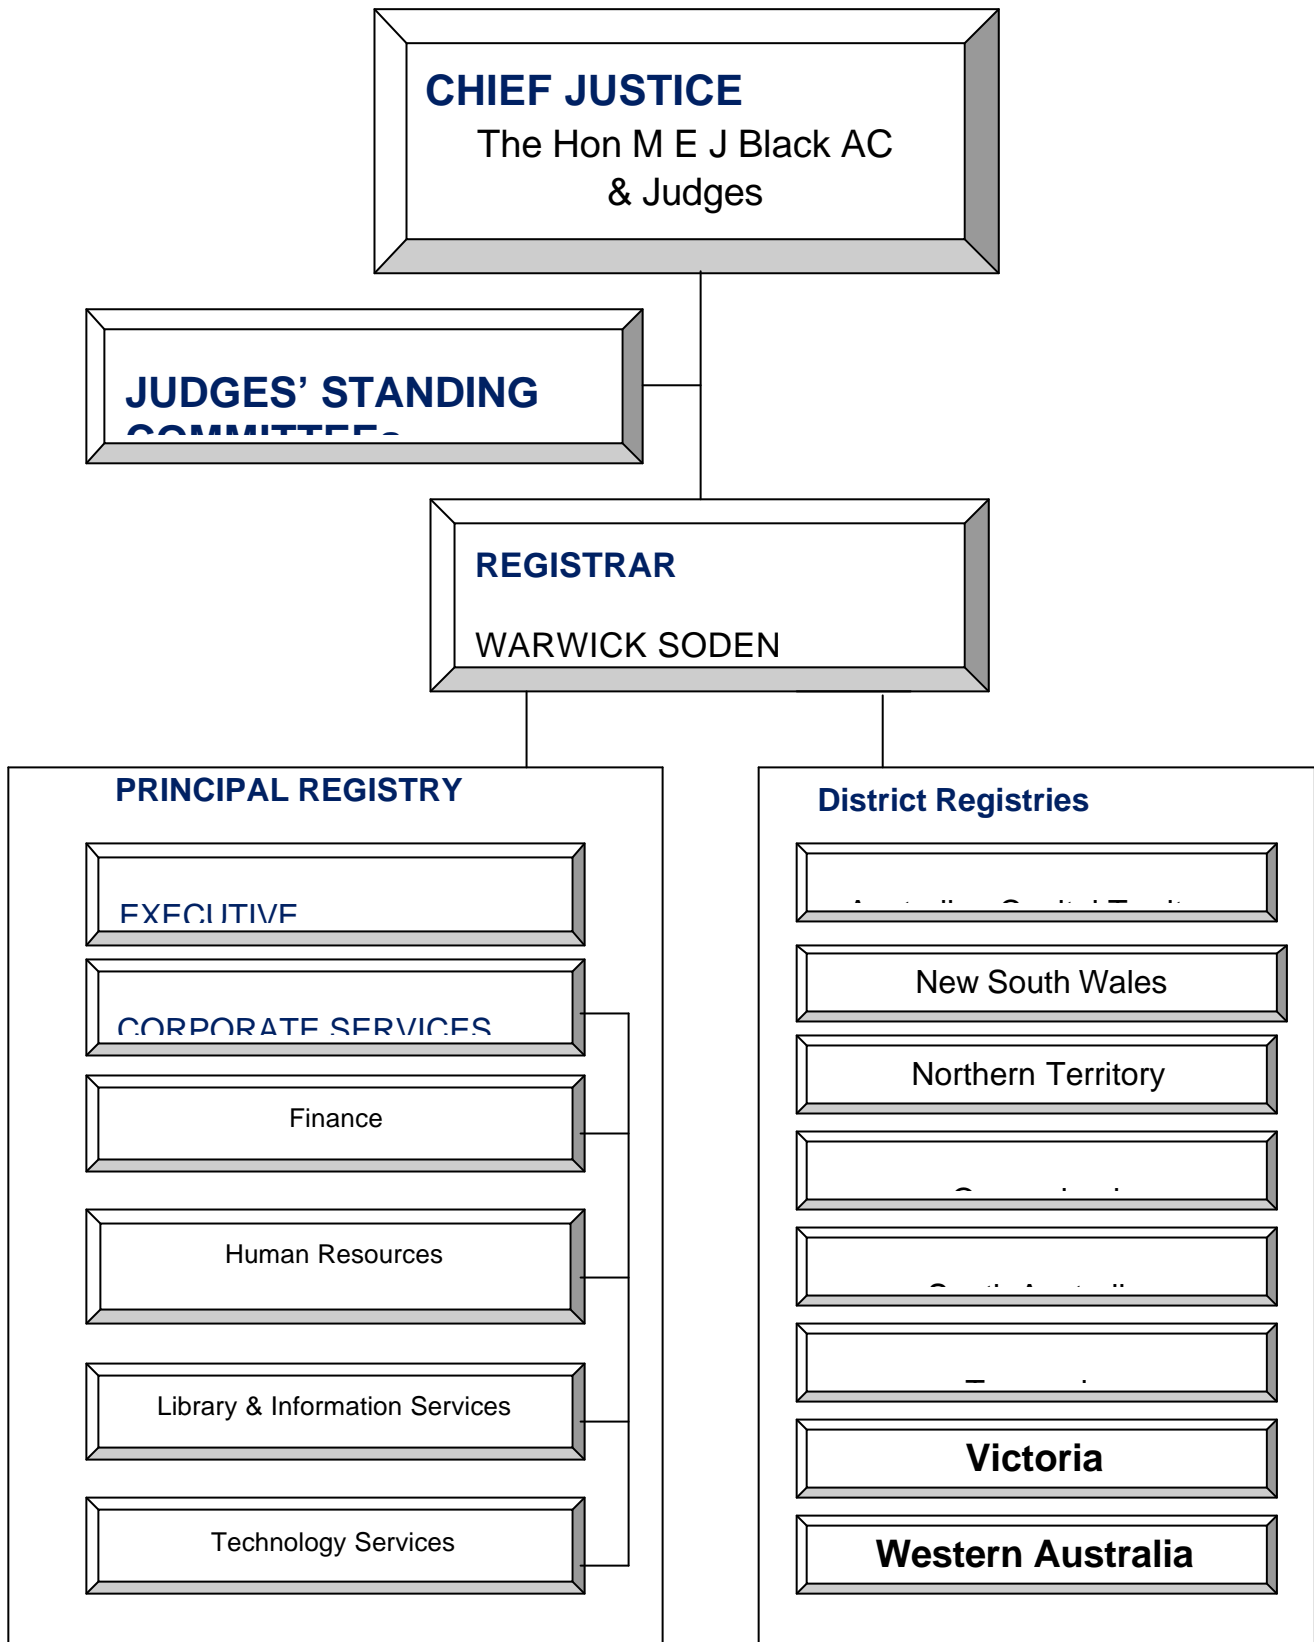 CHIEF JUSTICE
The Hon M E J Black AC
& Judges
JUDGES’ STANDING
COMMITTEEs
REGISTRAR
WARWICK SODEN
PRINCIPAL REGISTRY
EXECUTIVE
CORPORATE SERVICES
Finance
Human Resources
Library & Information Services
Technology Services
District Registries
New South Wales
Northern Territory
Victoria
Western Australia